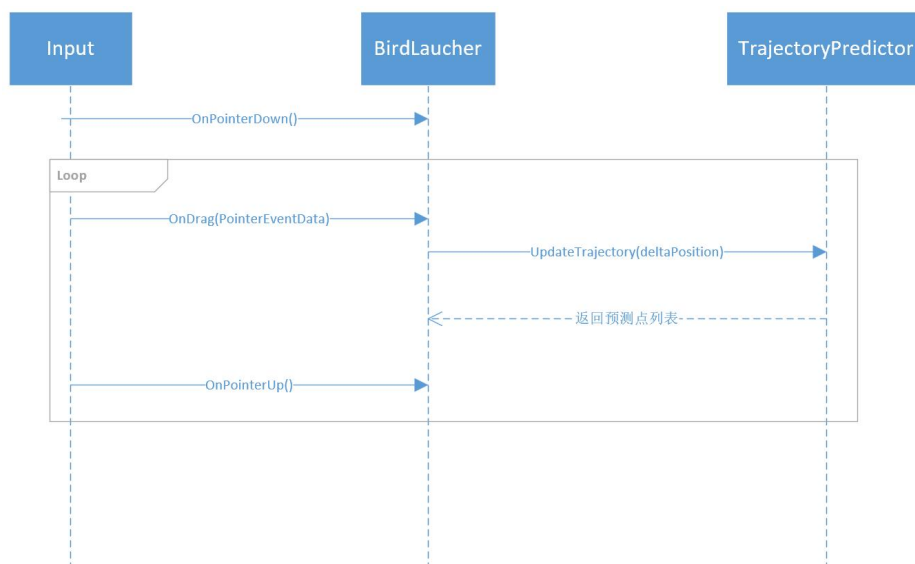 Input
BirdLaucher
TrajectoryPredictor
OnPointerDown()
Loop
OnDrag(PointerEventData)
UpdateTrajectory(deltaPosition)
返回预测点列表
OnPointerUp()